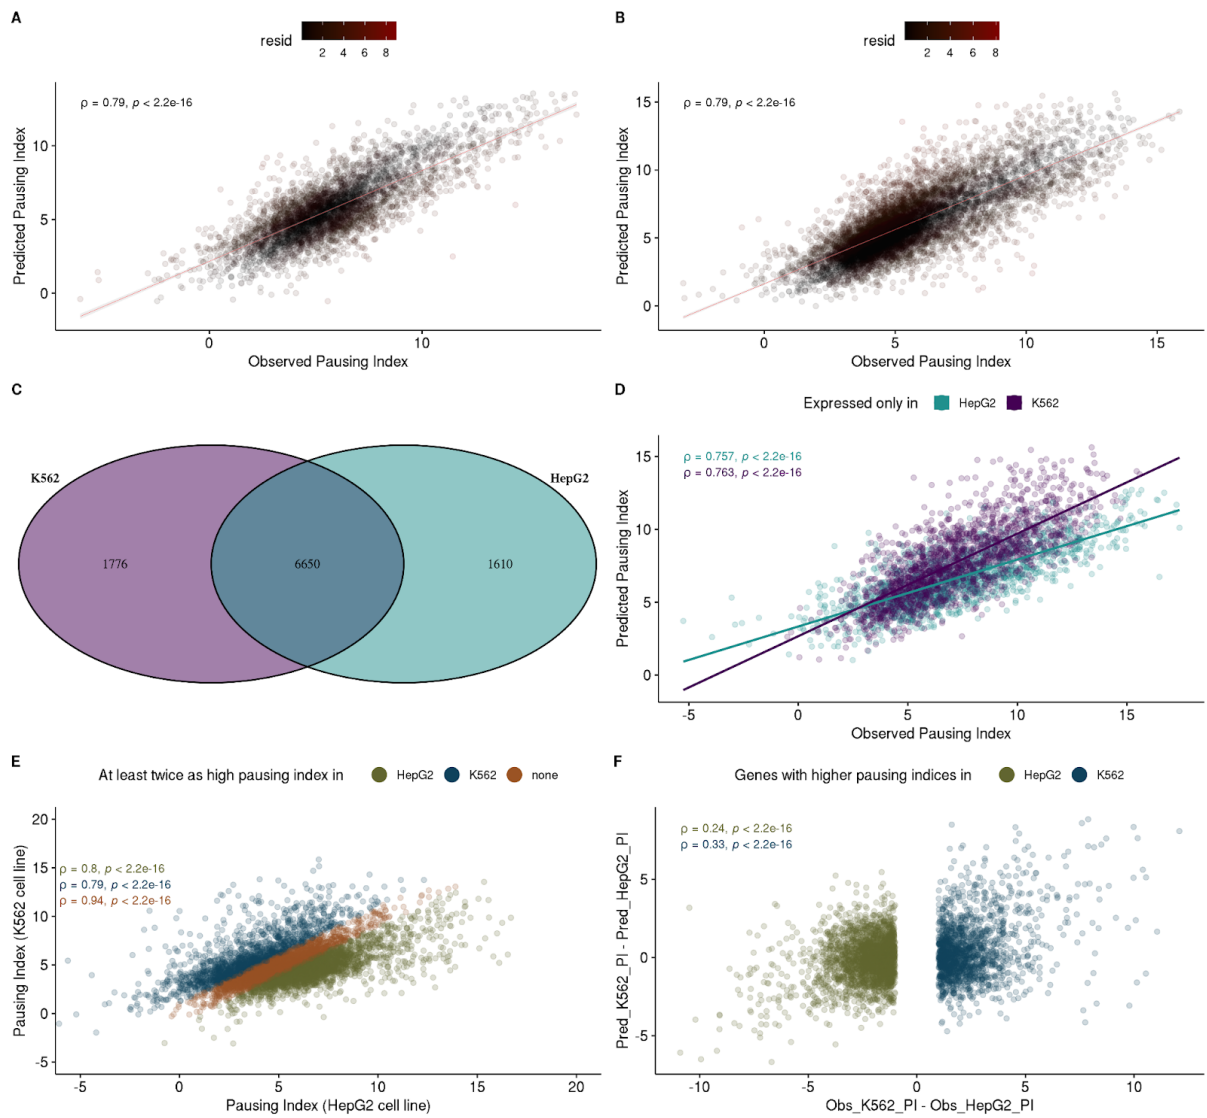 A
resid
2 4 6 8
ρ = 0.79, p < 2.2e-16
10
5
0
Predicted Pausing Index
0 10
Observed Pausing Index
B
resid
2 4 6 8
ρ = 0.79, p < 2.2e-16
15
10
5
0
Predicted Pausing Index
0 5 10 15
Observed Pausing Index
C
K562
HepG2
1776 6650 1610
D
Expressed only in HepG2 K562
ρ = 0.757, p < 2.2e-16
ρ = 0.763, p < 2.2e-16
15
10
5
0
Predicted Pausing Index
-5 0 5 10 15
Observed Pausing Index
E
At least twice as high pausing index in HepG2 K562 none
ρ = 0.8, p < 2.2e-16
ρ = 0.79, p < 2.2e-16
ρ = 0.94, p < 2.2e-16
20
15
10
5
0
-5
Pausing Index (K562 cell line)
-5 0 5 10 15 20
Pausing Index (HepG2 cell line)
F
Genes with higher pausing indices in HepG2 K562
ρ = 0.24, p < 2.2e-16
ρ = 0.33, p < 2.2e-16
5
0
-5
Pred_K562_PI - Pred_HepG2_PI
-10 -5 0 5 10
Obs_K562_PI - Obs_HepG2_PI